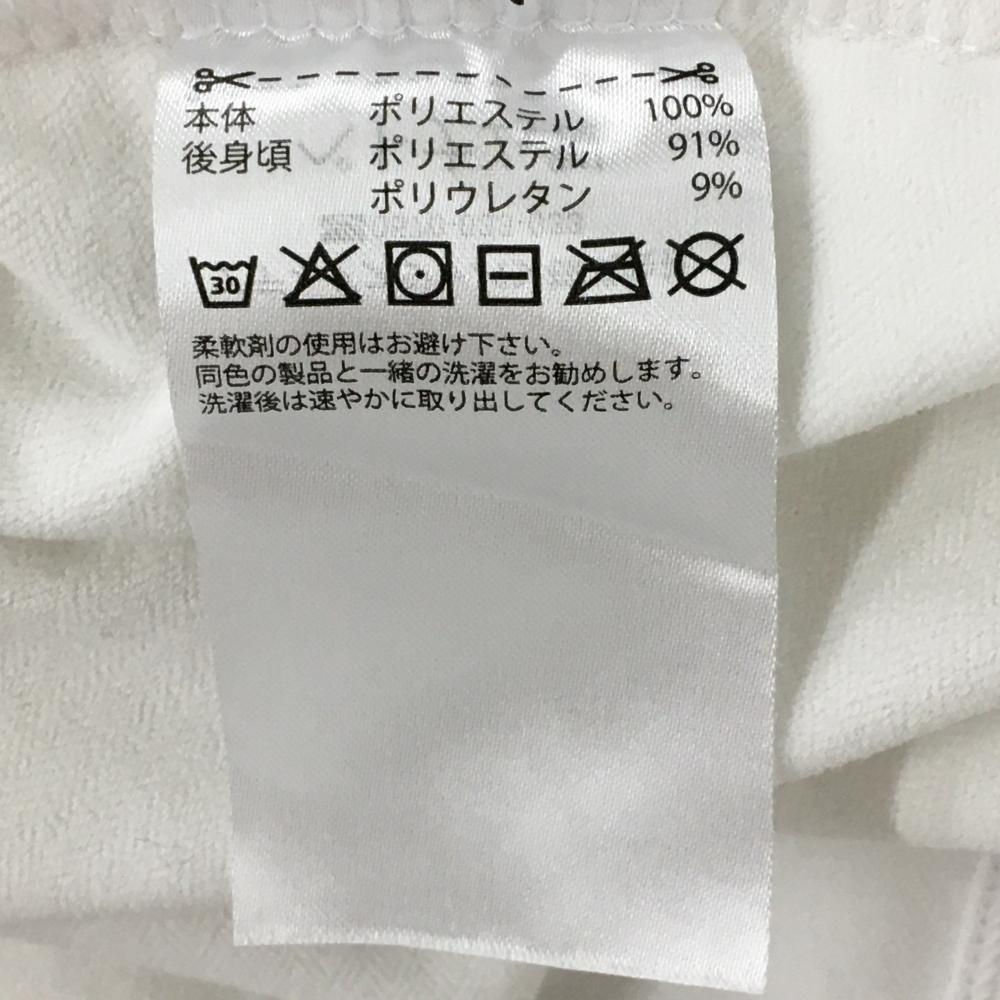 本体 ポリエステル 100%
後身頃 ポリエステル 91%
ポリウレタン 9%
30
柔軟剤の使用はお避け下さい。
同色の製品と一緒の洗濯をお勧めします。
洗濯後は速やかに取り出してください。